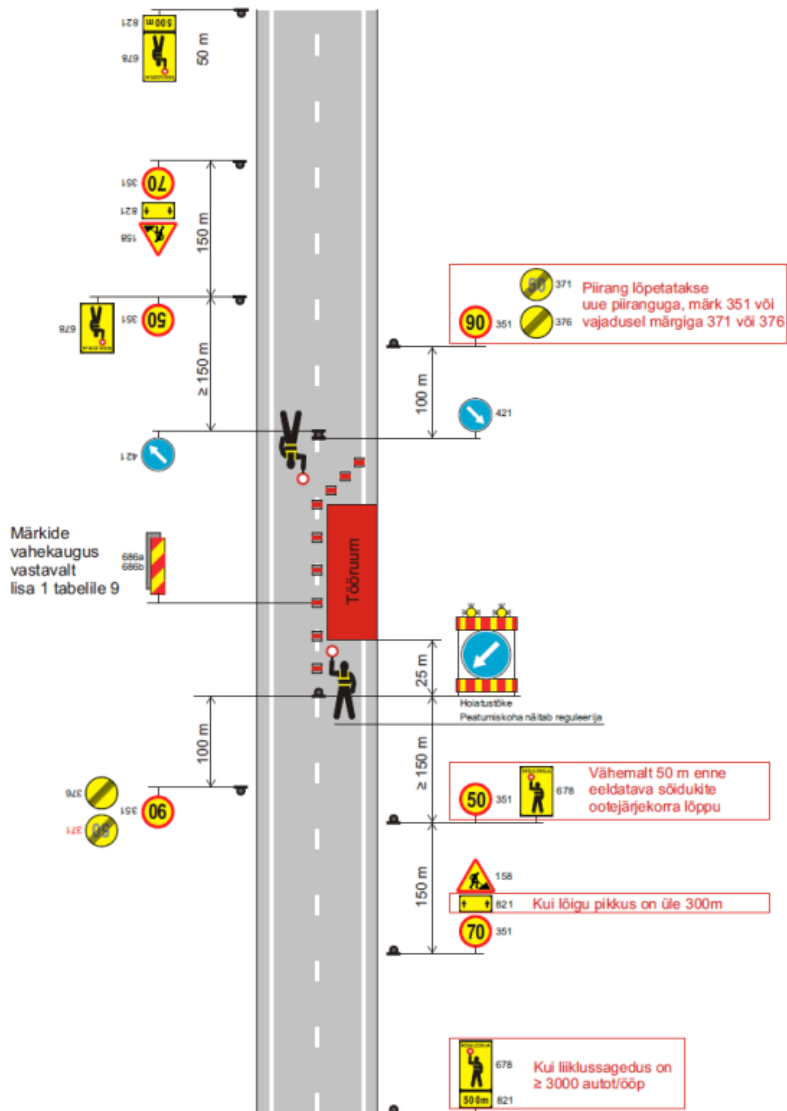 821
500 m
678
50 m
351
70
821
158
150 m
678
351
50
≥ 150 m
50
371
Piirang lõpetatakse
uue piiranguga, märk 351 või
vajadusel märgiga 371 või 376
90
351
376
100 m
421
421
Märkide
vahekaugus
vastavalt
lisa 1 tabelile 9
686a
686b
Tööruum
25 m
Hoiatustõke
Peatumiskoha näitab reguleerija
100 m
376
371
50
351
90
≥ 150 m
50
351
678
Vähemalt 50 m enne
eeldatava sõidukite
ootejärjekorra lõppu
150 m
158
821
Kui lõigu pikkus on üle 300m
70
351
678
Kui liiklussagedus on
≥ 3000 autot/ööp
500m
821